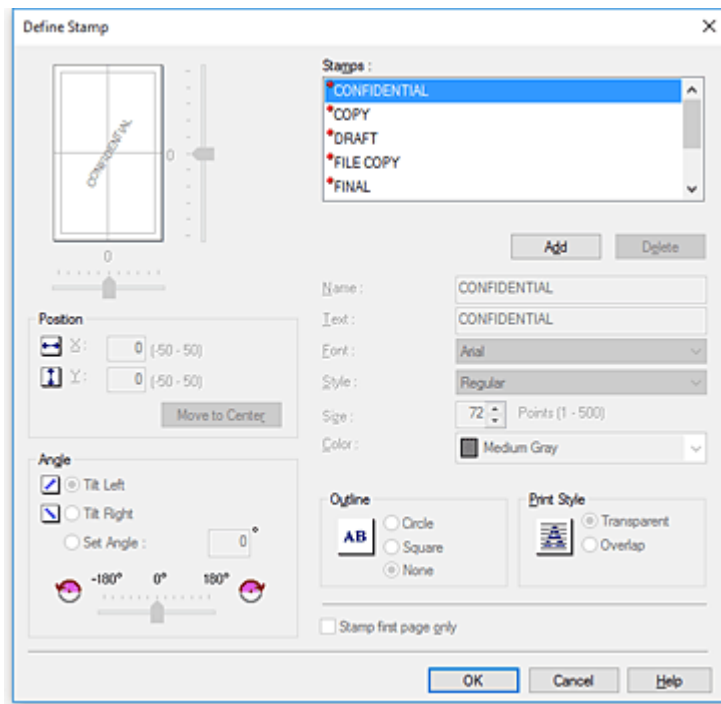 Define Stamp
CONFIDENTIAL
0
0
Position
X: 0 (-50 - 50)
Y: 0 (-50 - 50)
Move to Center
Angle
Tilt Left
Tilt Right
Set Angle : 0 °
-180° 0° 180°
Stamps :
CONFIDENTIAL
COPY
DRAFT
FILE COPY
FINAL
Add Delete
Name : CONFIDENTIAL
Text : CONFIDENTIAL
Font : Arial
Style : Regular
Size : 72 Points (1 - 500)
Color : Medium Gray
Outline
AB
Circle
Square
None
Print Style
Transparent
Overlap
Stamp first page only
OK Cancel Help